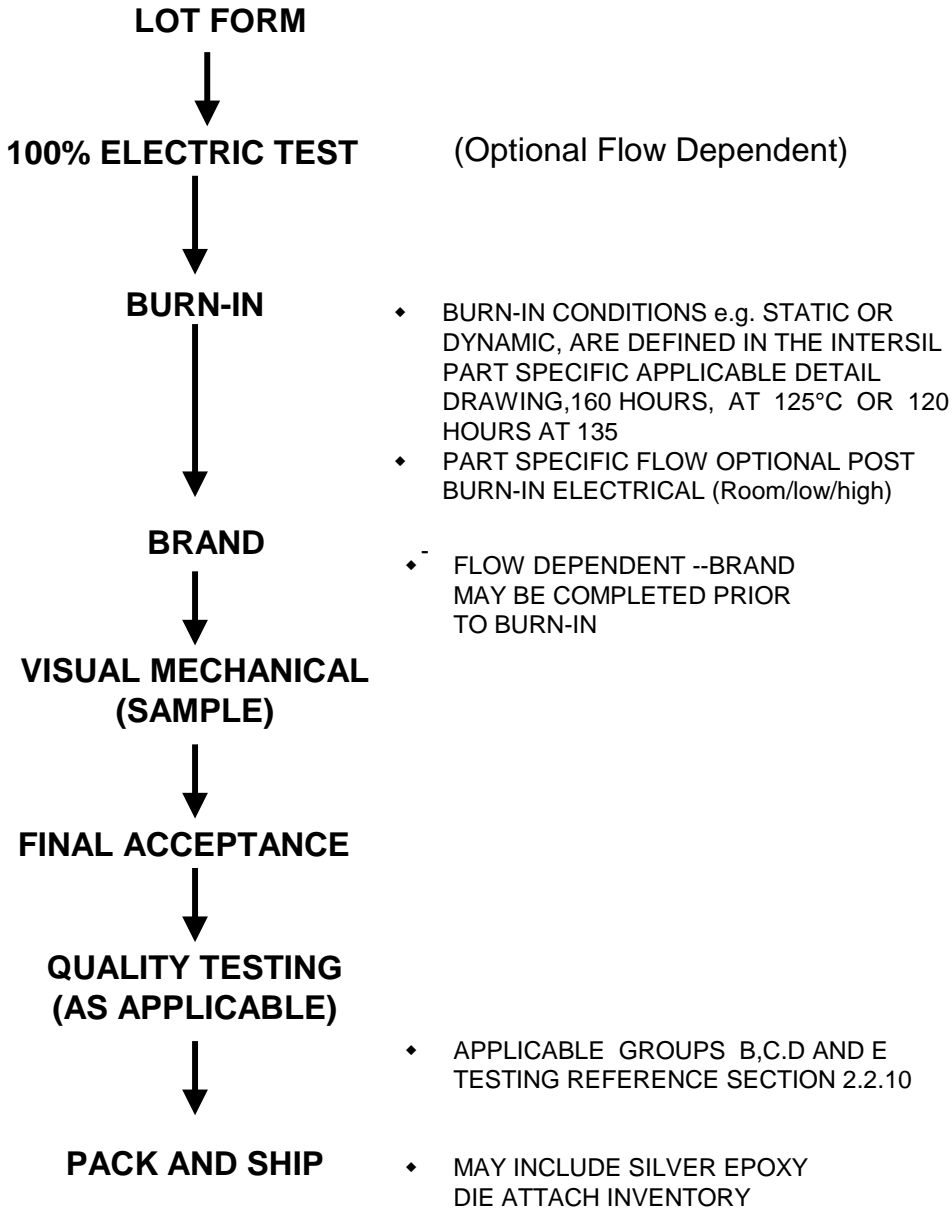 LOT FORM
100% ELECTRIC TEST
(Optional Flow Dependent)
BURN-IN
◆ BURN-IN CONDITIONS e.g. STATIC OR
DYNAMIC, ARE DEFINED IN THE INTERSIL
PART SPECIFIC APPLICABLE DETAIL
DRAWING,160 HOURS, AT 125°C OR 120
HOURS AT 135
◆ PART SPECIFIC FLOW OPTIONAL POST
BURN-IN ELECTRICAL (Room/low/high)
BRAND
◆ - FLOW DEPENDENT --BRAND
MAY BE COMPLETED PRIOR
TO BURN-IN
VISUAL MECHANICAL
(SAMPLE)
FINAL ACCEPTANCE
QUALITY TESTING
(AS APPLICABLE)
◆ APPLICABLE GROUPS B,C.D AND E
TESTING REFERENCE SECTION 2.2.10
PACK AND SHIP
◆ MAY INCLUDE SILVER EPOXY
DIE ATTACH INVENTORY